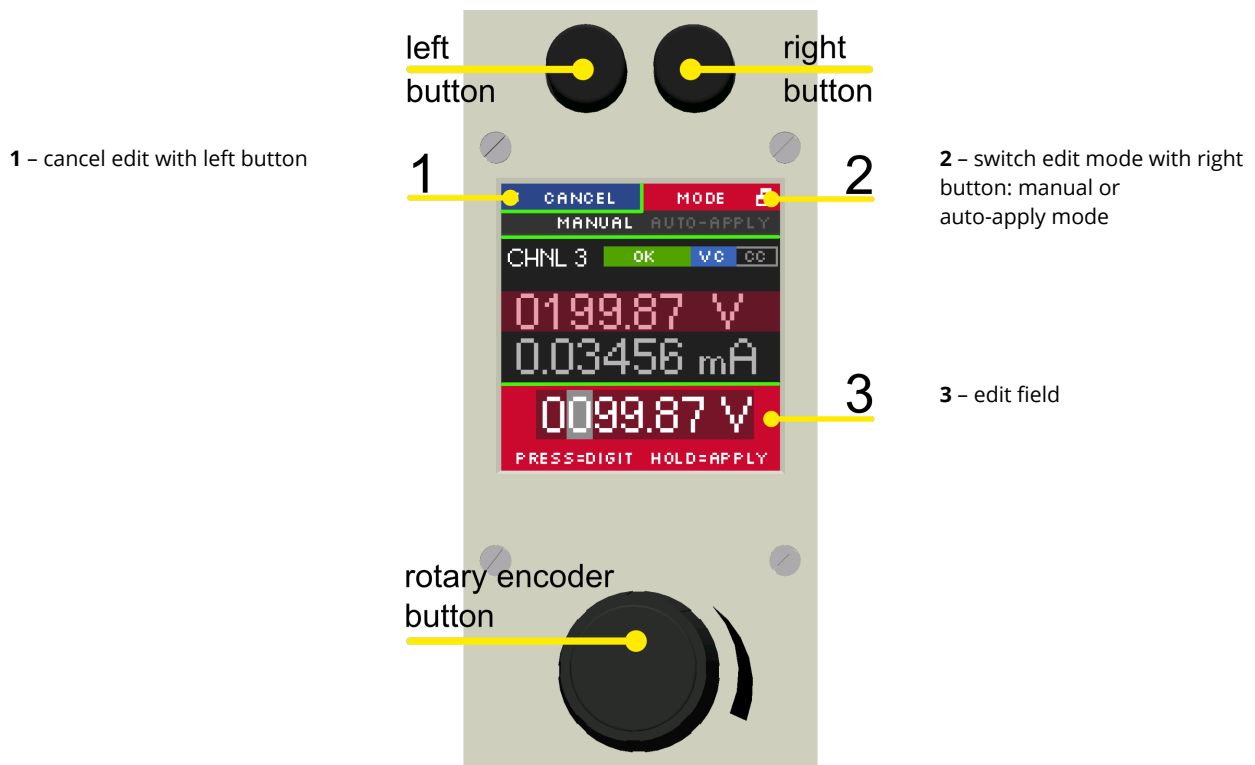 left
button
right
button
1 – cancel edit with left button
1
2
2 – switch edit mode with right
button: manual or
auto-apply mode
CANCEL
MODE
MANUAL AUTO-APPLY
CHNL 3 OK VC CC
0199.87 V
0.03456 mA
0099.87 V
3
3 – edit field
PRESS=DIGIT HOLD=APPLY
rotary encoder
button